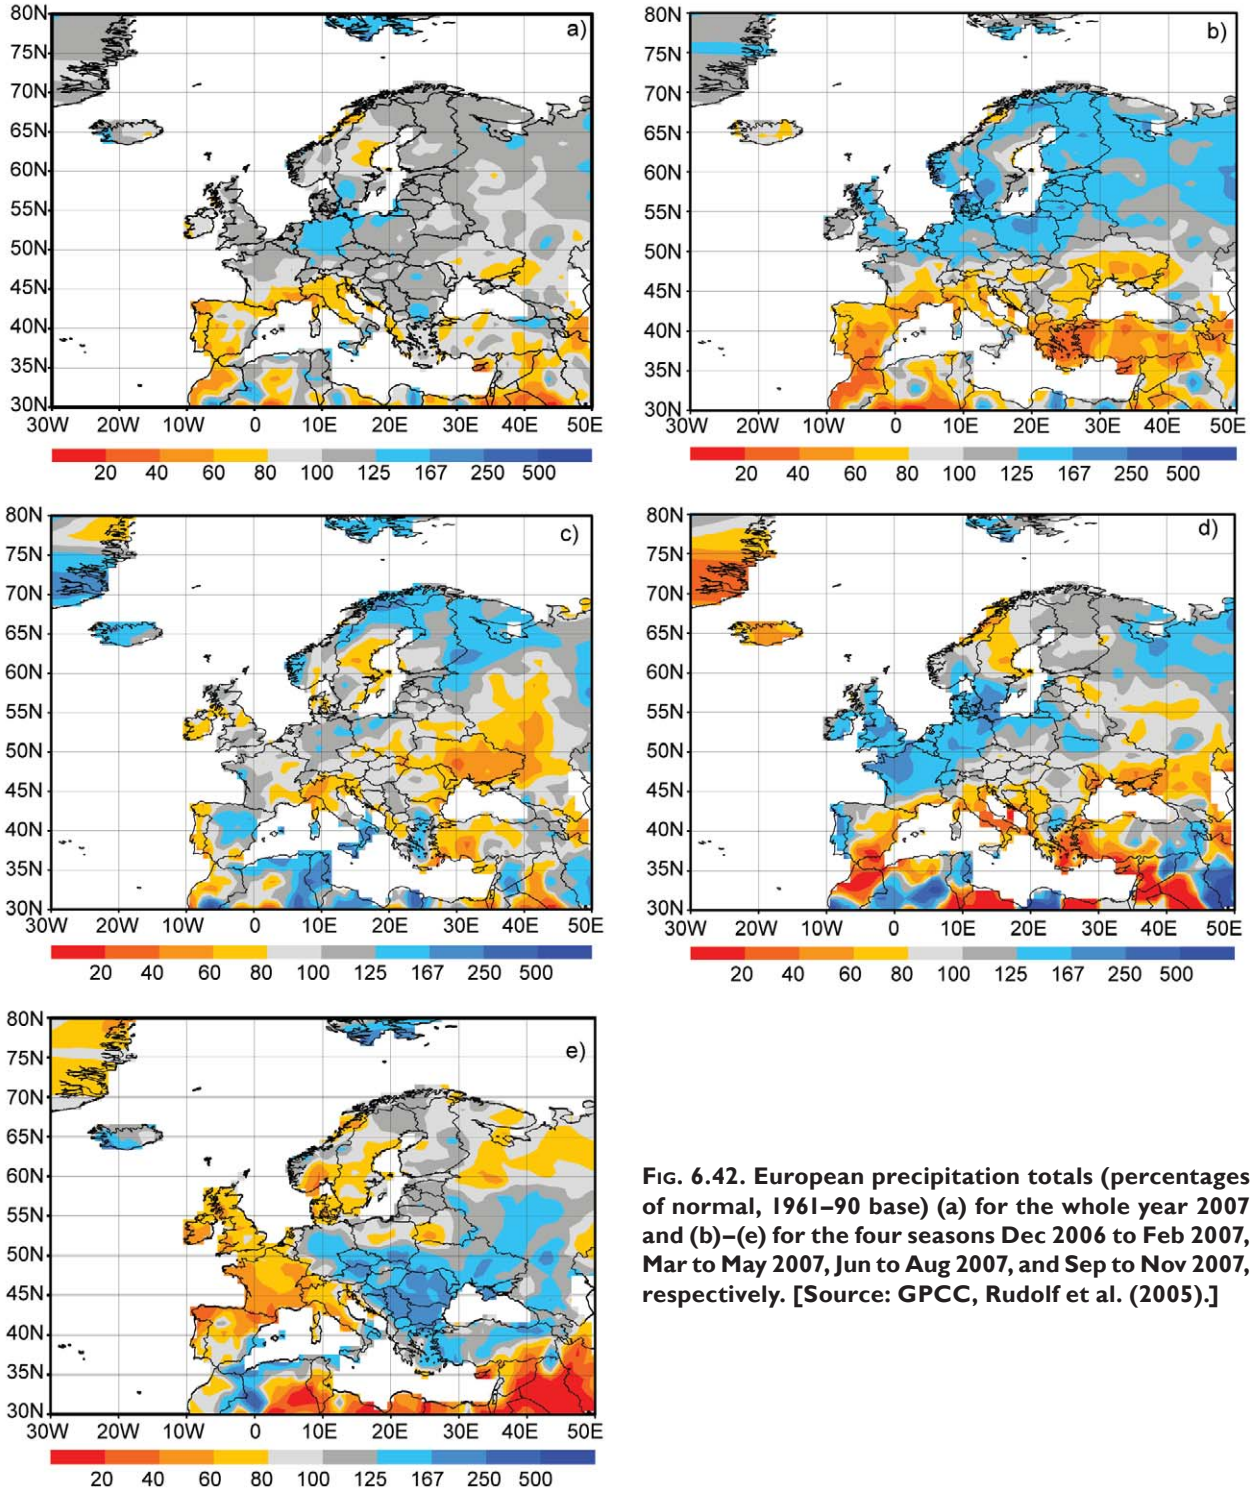 80N
a)
75N
70N
65N
60N
55N
50N
45N
40N
35N
30N
30W 20W 10W 0 10E 20E 30E 40E 50E
20 40 60 80 100 125 167 250 500
80N
b)
75N
70N
65N
60N
55N
50N
45N
40N
35N
30N
30W 20W 10W 0 10E 20E 30E 40E 50E
20 40 60 80 100 125 167 250 500
80N
c)
75N
70N
65N
60N
55N
50N
45N
40N
35N
30N
30W 20W 10W 0 10E 20E 30E 40E 50E
20 40 60 80 100 125 167 250 500
80N
d)
75N
70N
65N
60N
55N
50N
45N
40N
35N
30N
30W 20W 10W 0 10E 20E 30E 40E 50E
20 40 60 80 100 125 167 250 500
80N
e)
75N
70N
65N
60N
55N
50N
45N
40N
35N
30N
30W 20W 10W 0 10E 20E 30E 40E 50E
20 40 60 80 100 125 167 250 500
FIG. 6.42. European precipitation totals (percentages
of normal, 1961–90 base) (a) for the whole year 2007
and (b)–(e) for the four seasons Dec 2006 to Feb 2007,
Mar to May 2007, Jun to Aug 2007, and Sep to Nov 2007,
respectively. [Source: GPCC, Rudolf et al. (2005).]